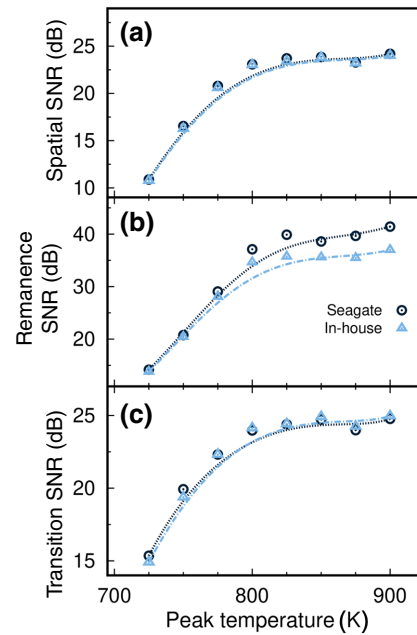 (a)
25
20
15
10
Spatial SNR (dB)
(b)
40
30
20
Remanence
SNR (dB)
Seagate
In-house
(c)
25
20
15
Transition SNR (dB)
700 800 900
Peak temperature (K)